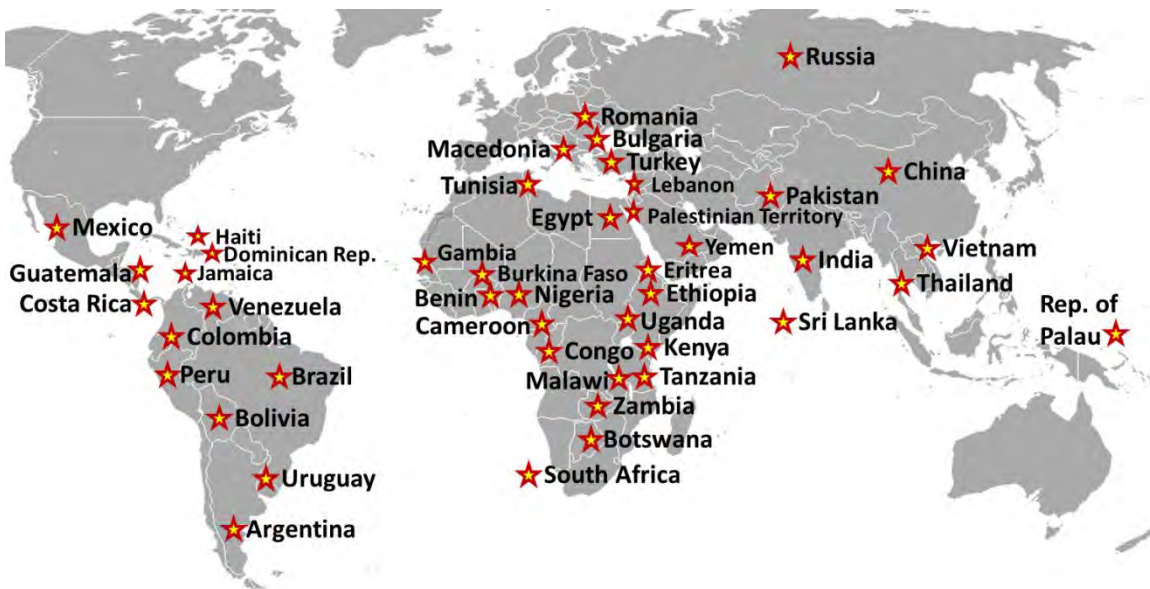 Russia
Romania
Bulgaria
Macedonia
Turkey
China
Tunisia
Lebanon
Pakistan
Egypt
Palestinian Territory
Mexico
Haiti
Dominican Rep.
Yemen
Vietnam
Gambia
India
Guatemala
Jamaica
Burkina Faso
Eritrea
Thailand
Benin
Nigeria
Ethiopia
Costa Rica
Venezuela
Rep. of
Palau
Cameroon
Uganda
Sri Lanka
Colombia
Congo
Kenya
Peru
Brazil
Malawi
Tanzania
Zambia
Bolivia
Botswana
Uruguay
South Africa
Argentina